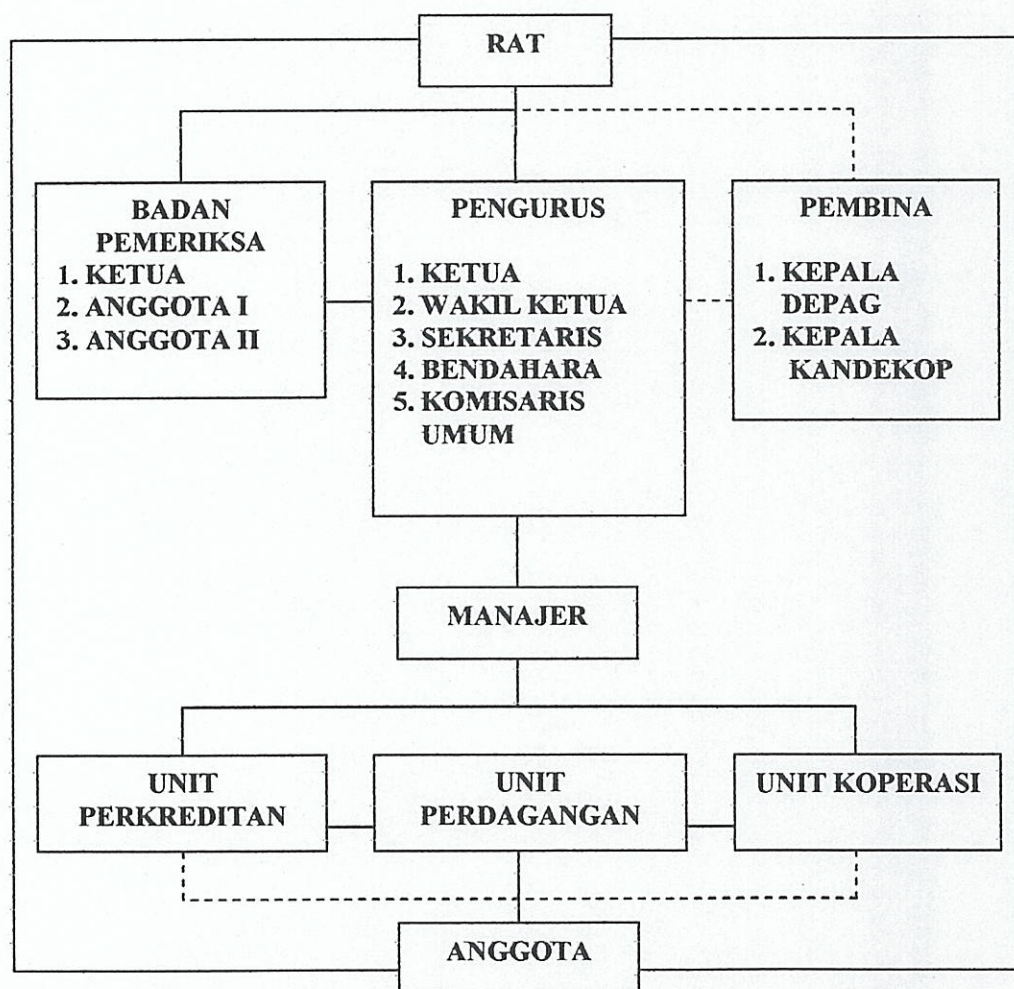 RAT
BADAN
PEMERIKSA
1. KETUA
2. ANGGOTA I
3. ANGGOTA II
PENGURUS
1. KETUA
2. WAKIL KETUA
3. SEKRETARIS
4. BENDAHARA
5. KOMISARIS
UMUM
PEMBINA
1. KEPALA
DEPAG
2. KEPALA
KANDEKOP
MANAJER
UNIT
PERKREDITAN
UNIT
PERDAGANGAN
UNIT KOPERASI
ANGGOTA